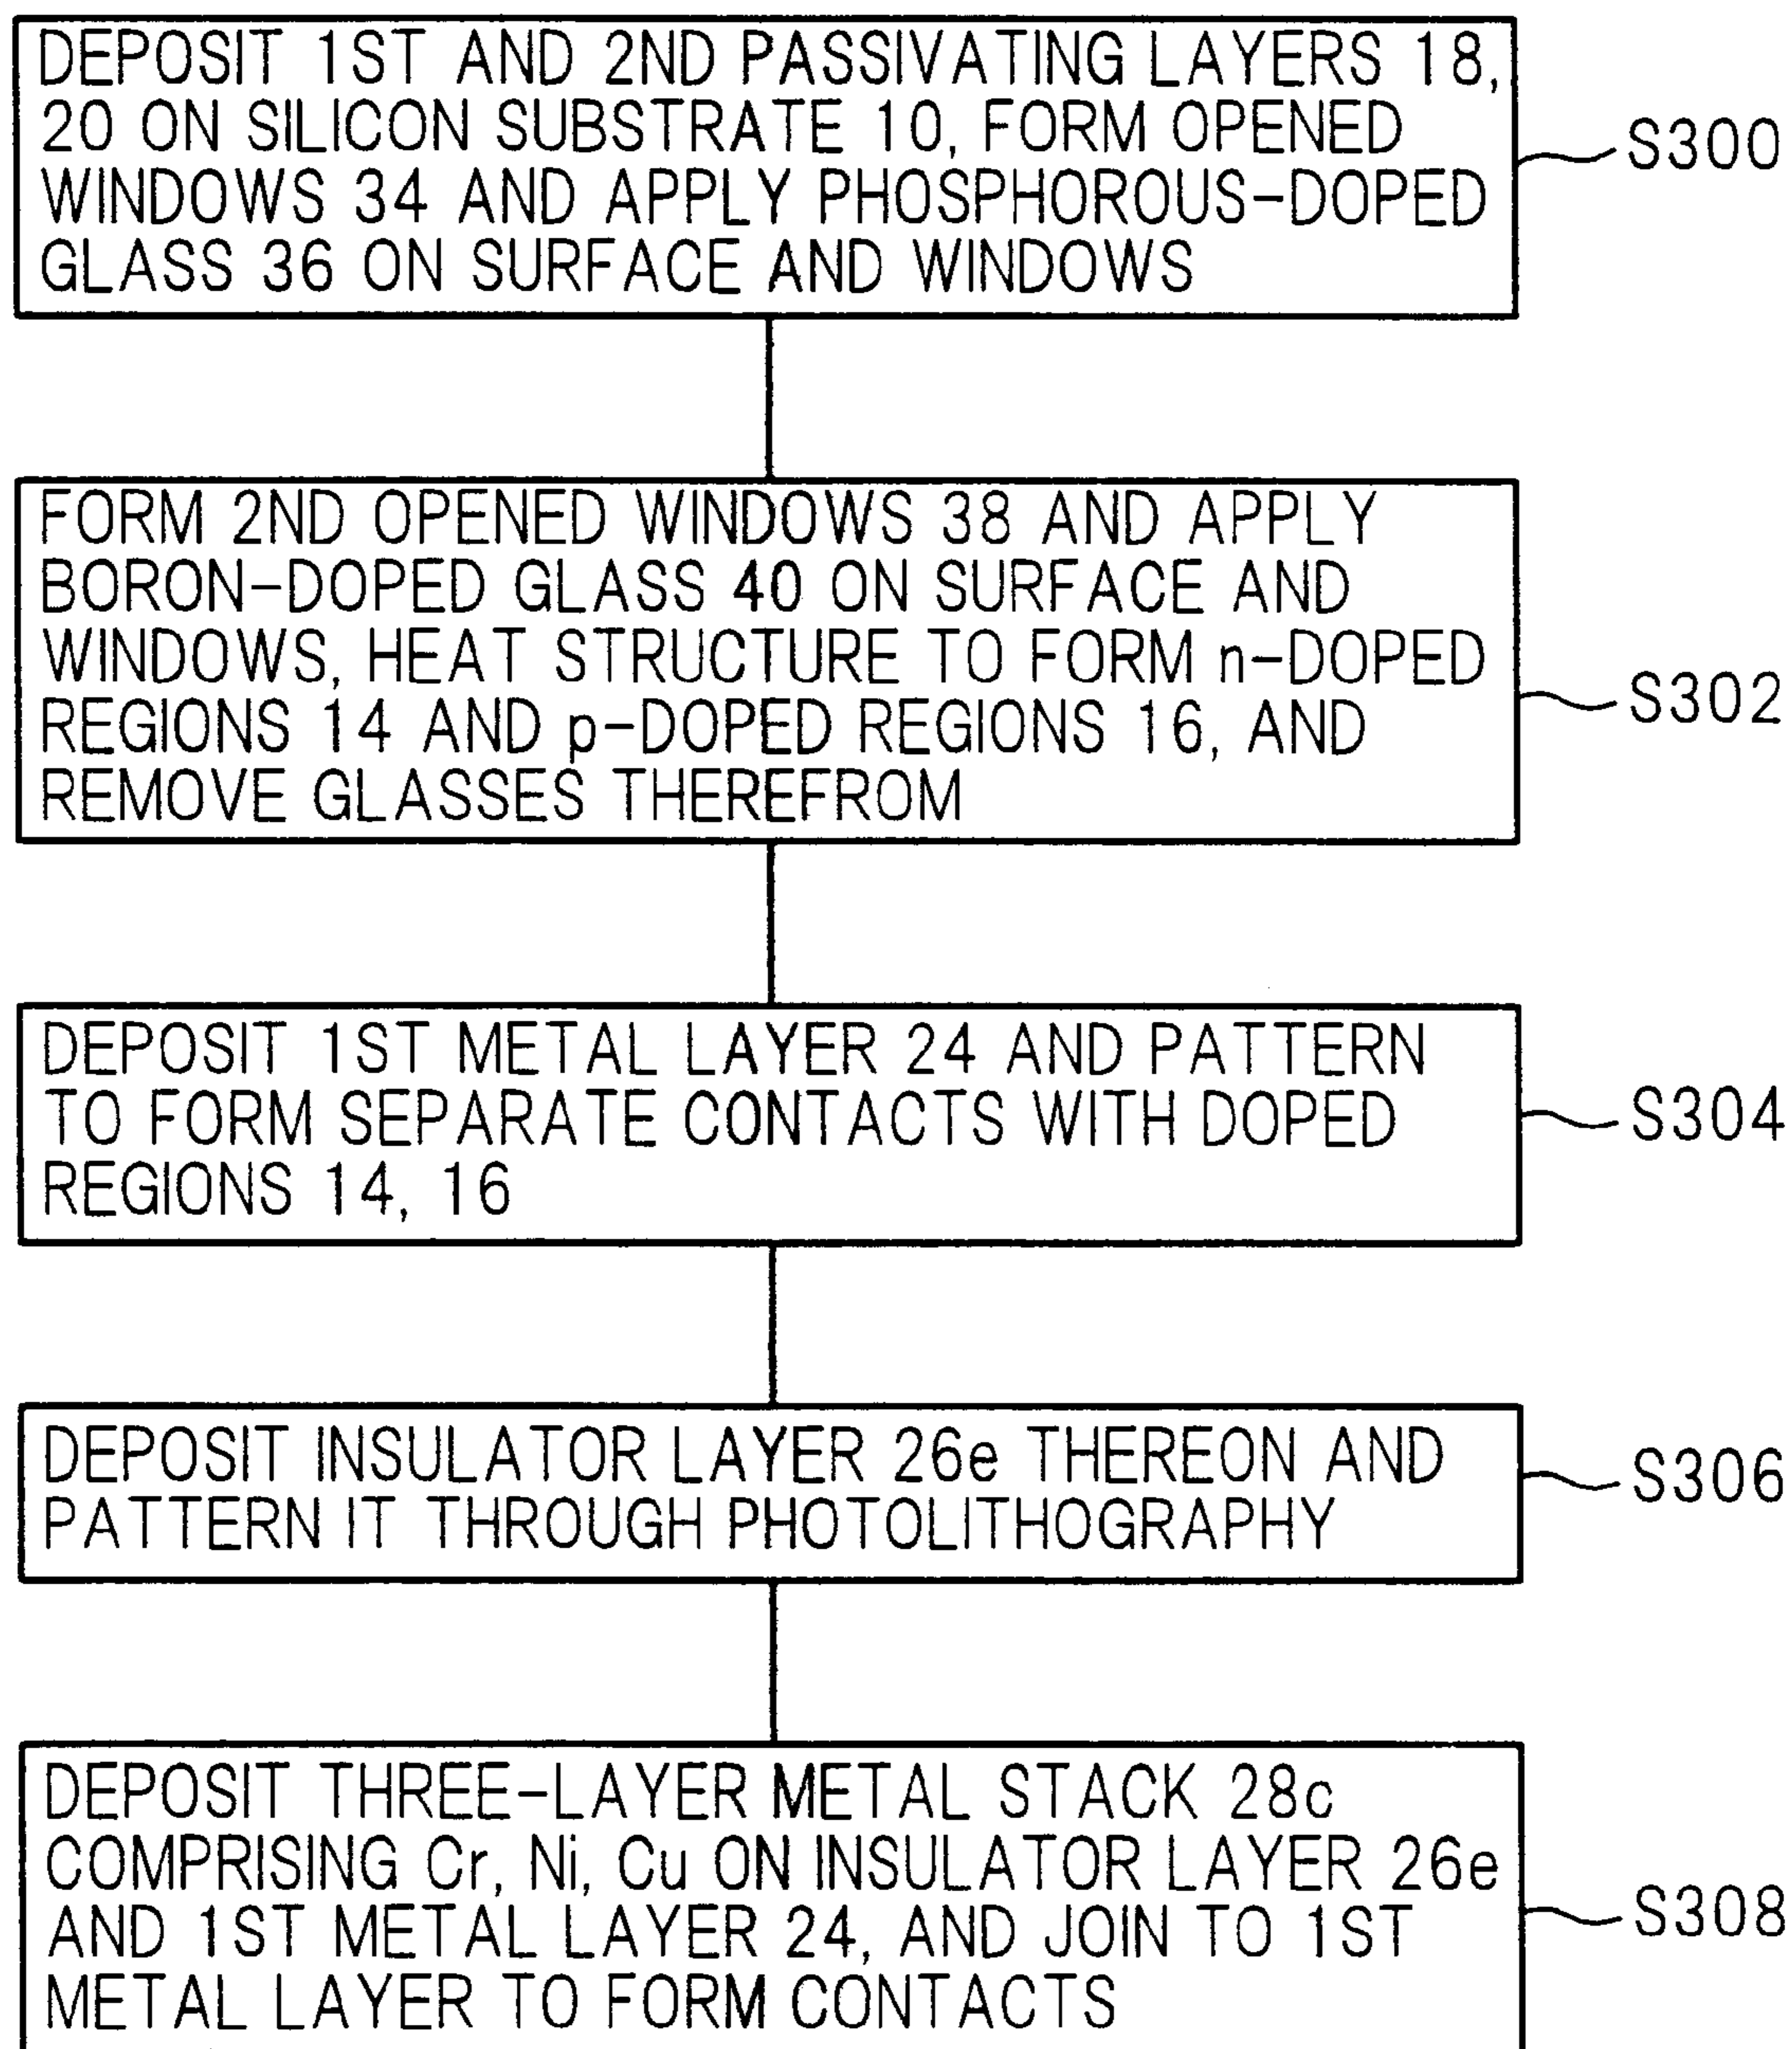 DEPOSIT 1ST AND 2ND PASSIVATING LAYERS 18,
20 ON SILICON SUBSTRATE 10, FORM OPENED
WINDOWS 34 AND APPLY PHOSPHOROUS-DOPED
GLASS 36 ON SURFACE AND WINDOWS
S300
FORM 2ND OPENED WINDOWS 38 AND APPLY
BORON-DOPED GLASS 40 ON SURFACE AND
WINDOWS, HEAT STRUCTURE TO FORM n-DOPED
REGIONS 14 AND p-DOPED REGIONS 16, AND
REMOVE GLASSES THEREFROM
S302
DEPOSIT 1ST METAL LAYER 24 AND PATTERN
TO FORM SEPARATE CONTACTS WITH DOPED
REGIONS 14, 16
S304
DEPOSIT INSULATOR LAYER 26e THEREON AND
PATTERN IT THROUGH PHOTOLITHOGRAPHY
S306
DEPOSIT THREE-LAYER METAL STACK 28c
COMPRISING Cr, Ni, Cu ON INSULATOR LAYER 26e
AND 1ST METAL LAYER 24, AND JOIN TO 1ST
METAL LAYER TO FORM CONTACTS
S308